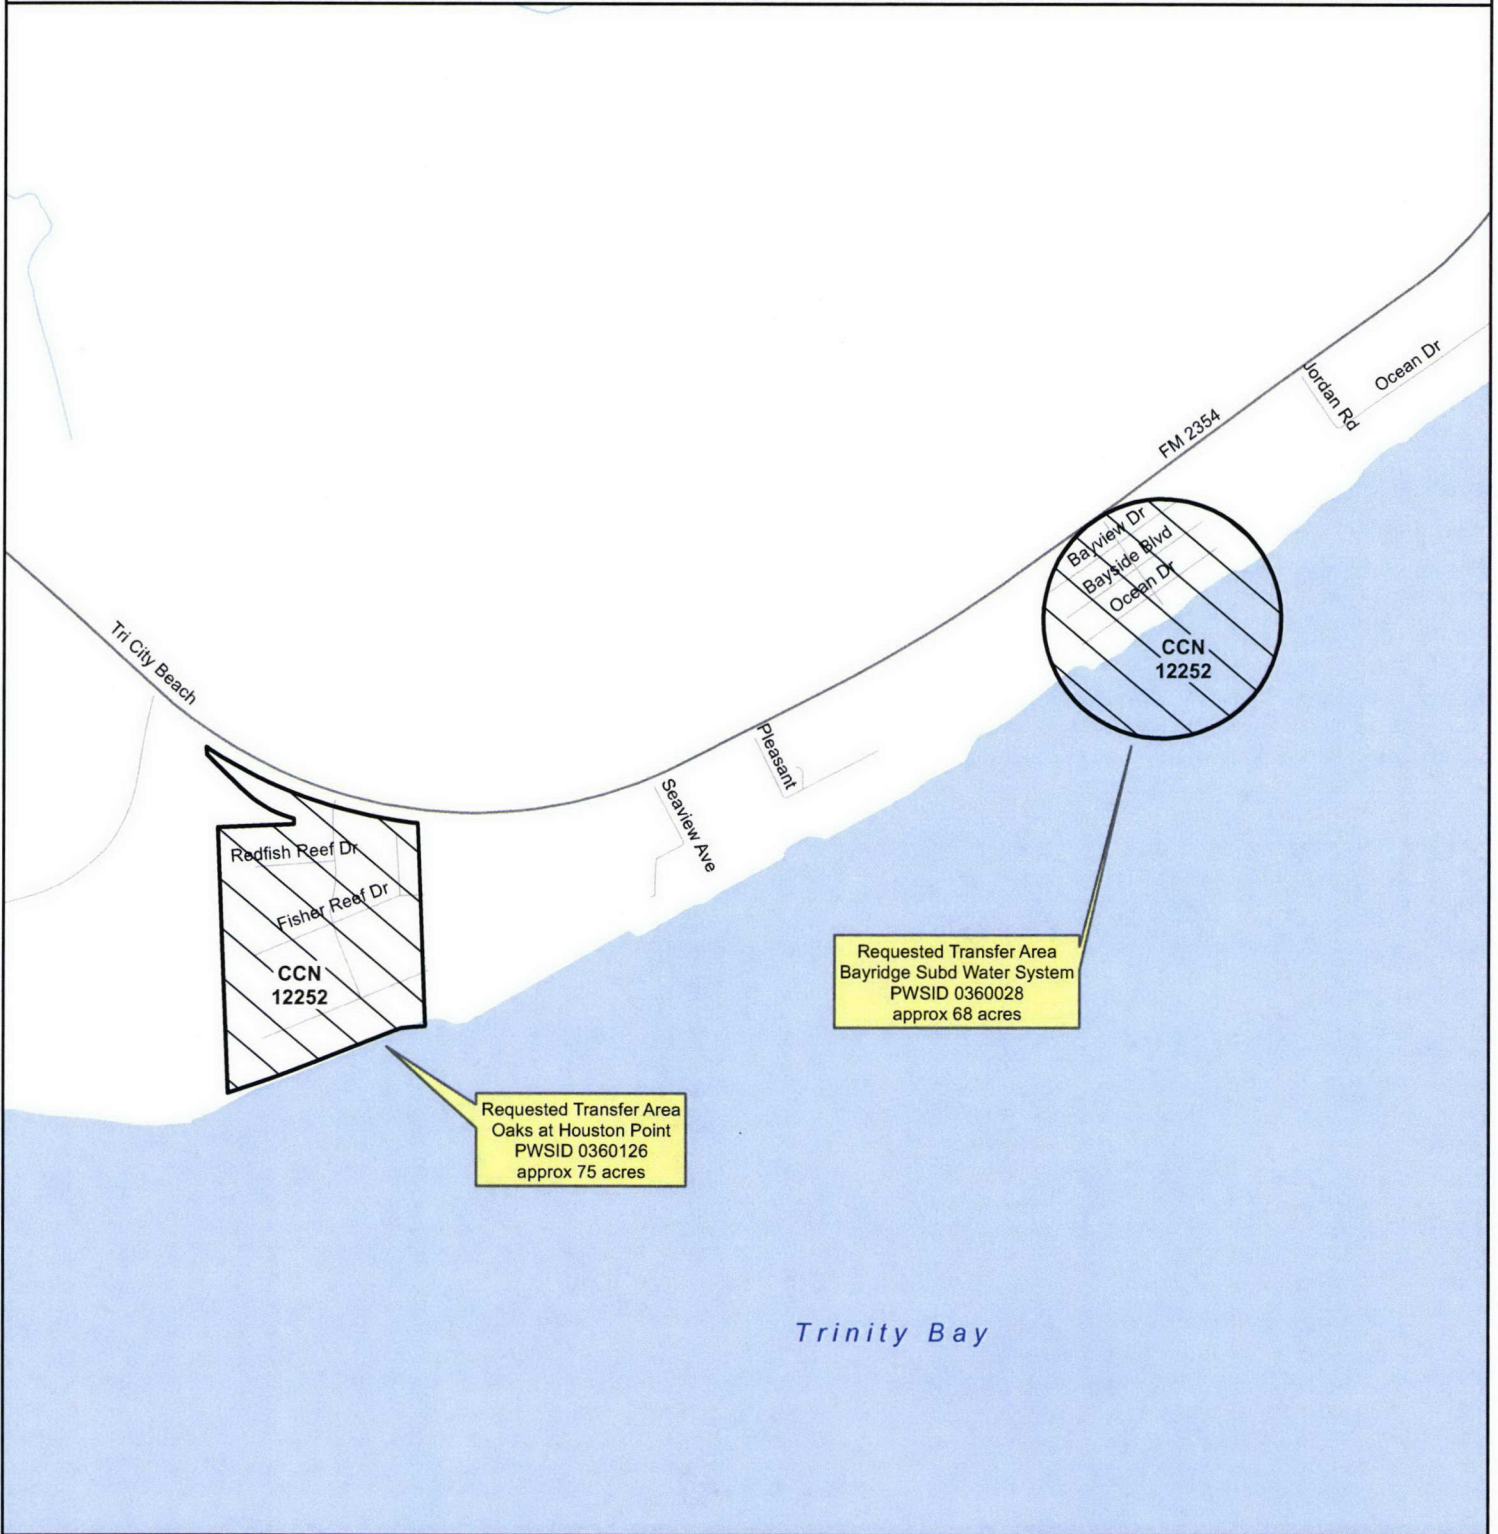 Ocean Dr
Jordan Rd
FM 2354
Bayview Dr
Bayside Blvd
Ocean Dr
CCN
12252
Tri City Beach
Pleasant
Seaview Ave
Redfish Reef Dr
Fisher Reef Dr
CCN
12252
Requested Transfer Area
Bayridge Subd Water System
PWSID 0360028
approx 68 acres
Requested Transfer Area
Oaks at Houston Point
PWSID 0360126
approx 75 acres
Trinity Bay